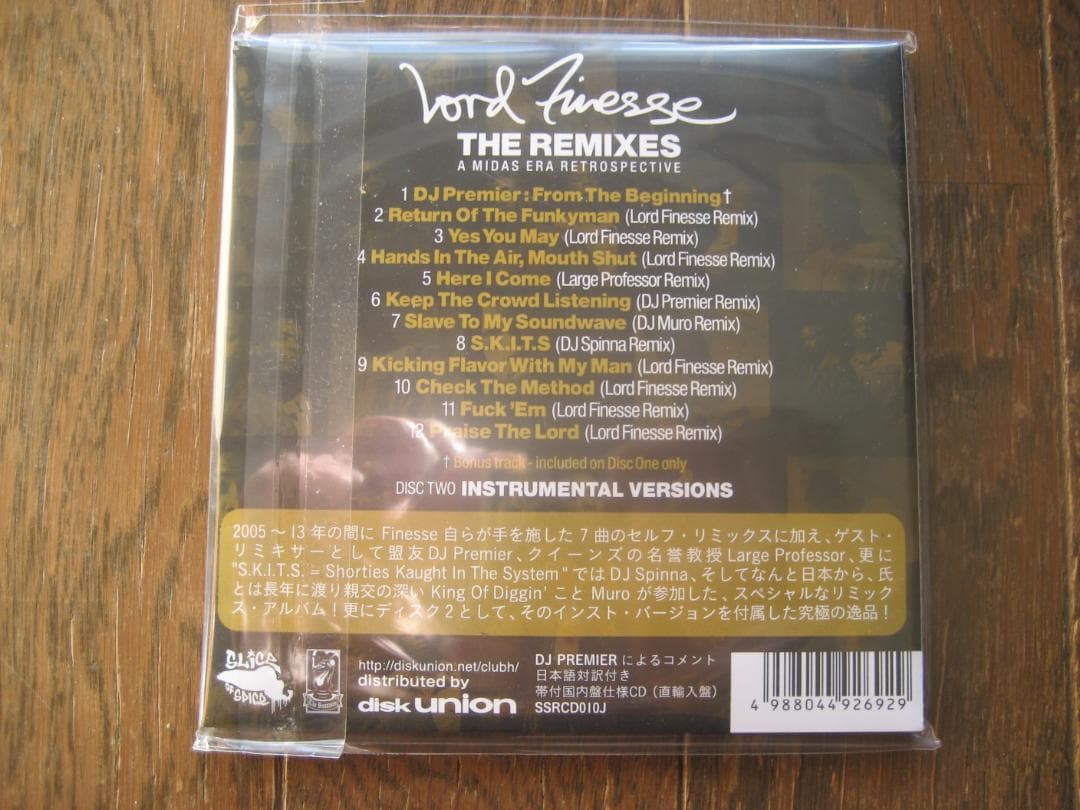 Lord Finesse
THE REMIXES
A MIDAS ERA RETROSPECTIVE
1 DJ Premier : From The Beginning†
2 Return Of The Funkyman (Lord Finesse Remix)
3 Yes You May (Lord Finesse Remix)
4 Hands In The Air, Mouth Shut (Lord Finesse Remix)
5 Here I Come (Large Professor Remix)
6 Keep The Crowd Listening (DJ Premier Remix)
7 Slave To My Soundwave (DJ Muro Remix)
8 S.K.I.T.S (DJ Spinna Remix)
9 Kicking Flavor With My Man (Lord Finesse Remix)
10 Check The Method (Lord Finesse Remix)
11 Fuck 'Em (Lord Finesse Remix)
12 Praise The Lord (Lord Finesse Remix)
† Bonus track - included on Disc One only
DISC TWO INSTRUMENTAL VERSIONS
2005～13年の間に Finesse 自らが手を施した7曲のセルフ・リミックスに加え、ゲスト・
リミキサーとして盟友DJ Premier、クイーンズの名誉教授Large Professor、更に
"S.K.I.T.S. = Shorties Kaught In The System"ではDJ Spinna、そしてなんと日本から、氏
とは長年に渡り親交の深い King Of Diggin' こと Muro が参加した、スペシャルなリミック
ス・アルバム！更にディスク2として、そのインスト・バージョンを付属した究極の逸品！
SLICE
OF SPICE
http://diskunion.net/clubh/
distributed by
disk union
DJ PREMIER によるコメント
日本語対訳付き
帯付国内盤仕様CD（直輸入盤）
SSRCD010J
4 988044 926929